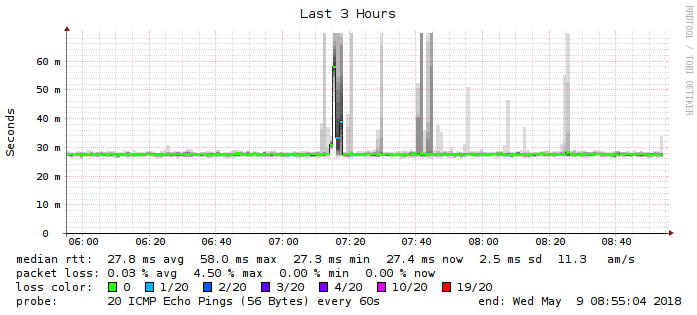 Last 3 Hours
RRDTOOL / TOBI OETIKER
Seconds
60 m
50 m
40 m
30 m
20 m
10 m
0
06:00 06:20 06:40 07:00 07:20 07:40 08:00 08:20 08:40
median rtt: 27.8 ms avg 58.0 ms max 27.3 ms min 27.4 ms now 2.5 ms sd 11.3 am/s
packet loss: 0.03 % avg 4.50 % max 0.00 % min 0.00 % now
loss color: 0 1/20 2/20 3/20 4/20 10/20 19/20
probe: 20 ICMP Echo Pings (56 Bytes) every 60s end: Wed May 9 08:55:04 2018